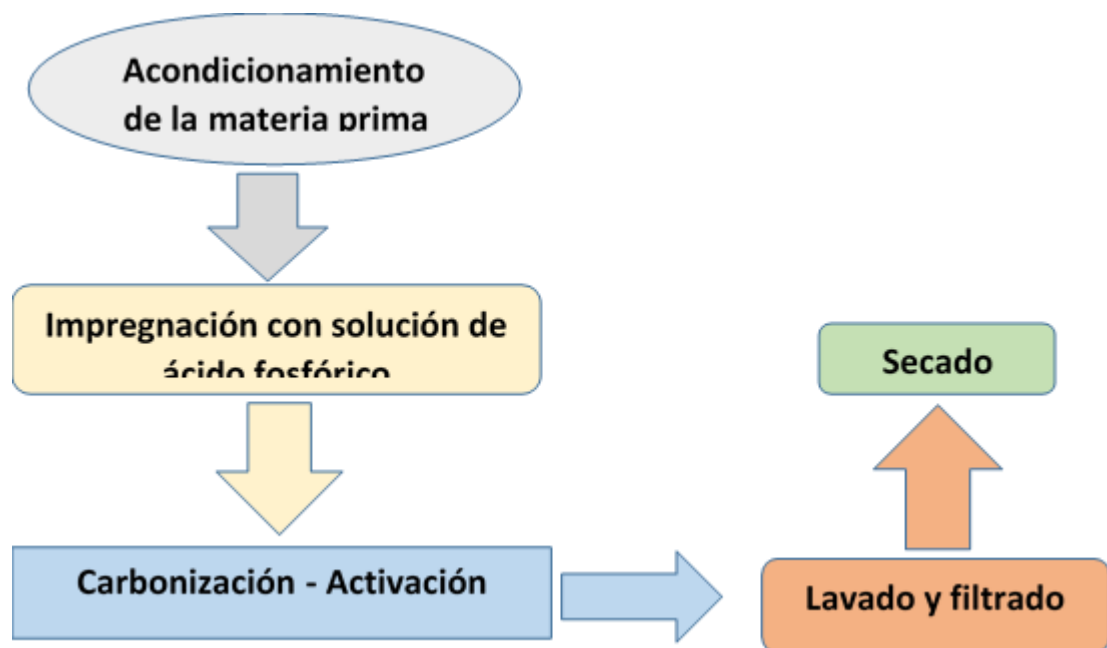 Acondicionamiento
de la materia prima
Impregnación con solución de
ácido fosfórico
Carbonización - Activación
Lavado y filtrado
Secado